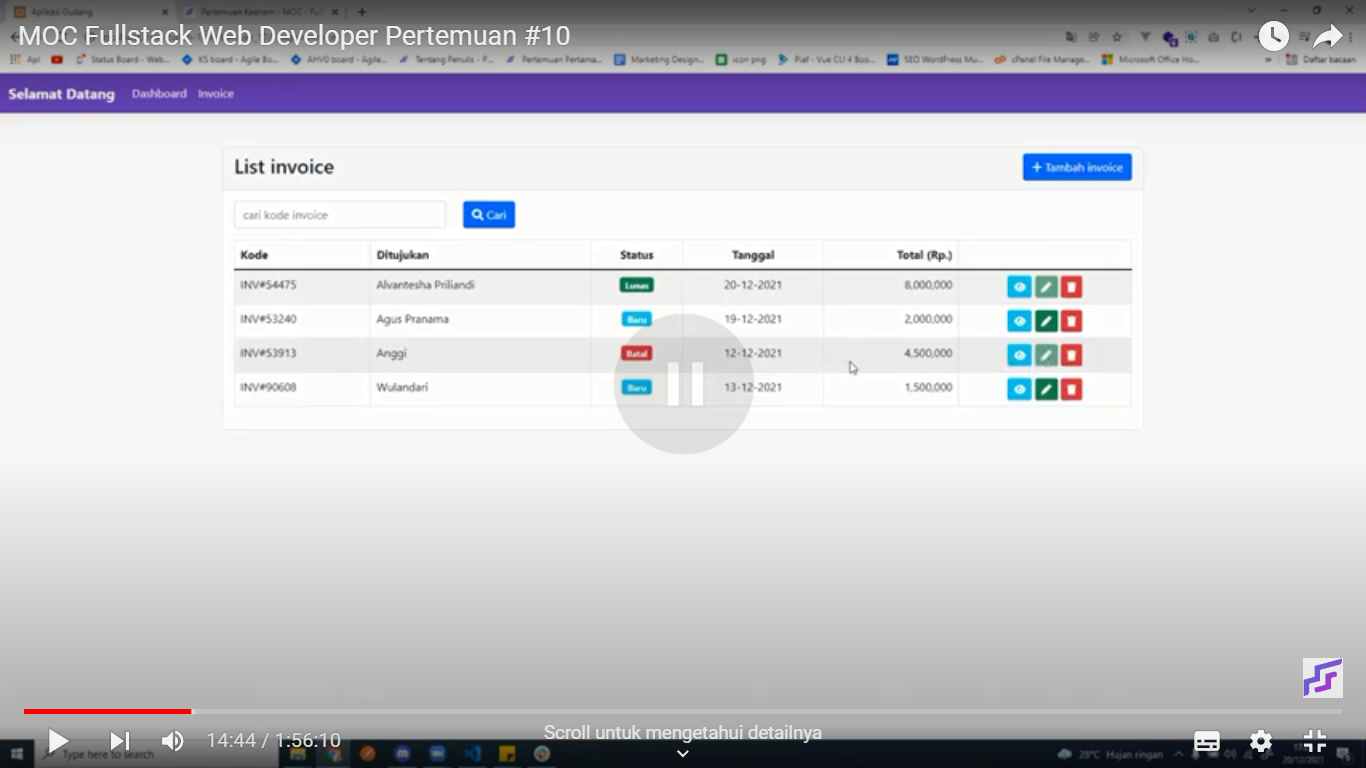 Aplikasi Gudang
Pertemuan Keenam - MOC - Ful
MOC Fullstack Web Developer Pertemuan #10
Apl
Status Board - Web...
KS board - Agile Bo...
AHVO board - Agile...
Tentang Penulis - P...
Pertemuan Pertama...
Marketing Design...
icon png
Piaf - Vue CLI 4 Boo...
SEO WordPress Mu...
cPanel File Manage...
Microsoft Office Ho...
Daftar bacaan
Selamat Datang Dashboard Invoice
List invoice
+ Tambah invoice
cari kode invoice Cari
Kode Ditujukan Status Tanggal Total (Rp.)
INV#54475 Alvantesha Priliandi Lunas 20-12-2021 8,000,000
INV#53240 Agus Pranama Baru 19-12-2021 2,000,000
INV#53913 Anggi Batal 12-12-2021 4,500,000
INV#90608 Wulandari Baru 13-12-2021 1,500,000
Scroll untuk mengetahui detailnya
14:44 / 1:56:10
Type here to search
28°C Hujan ringan
20/12/2021